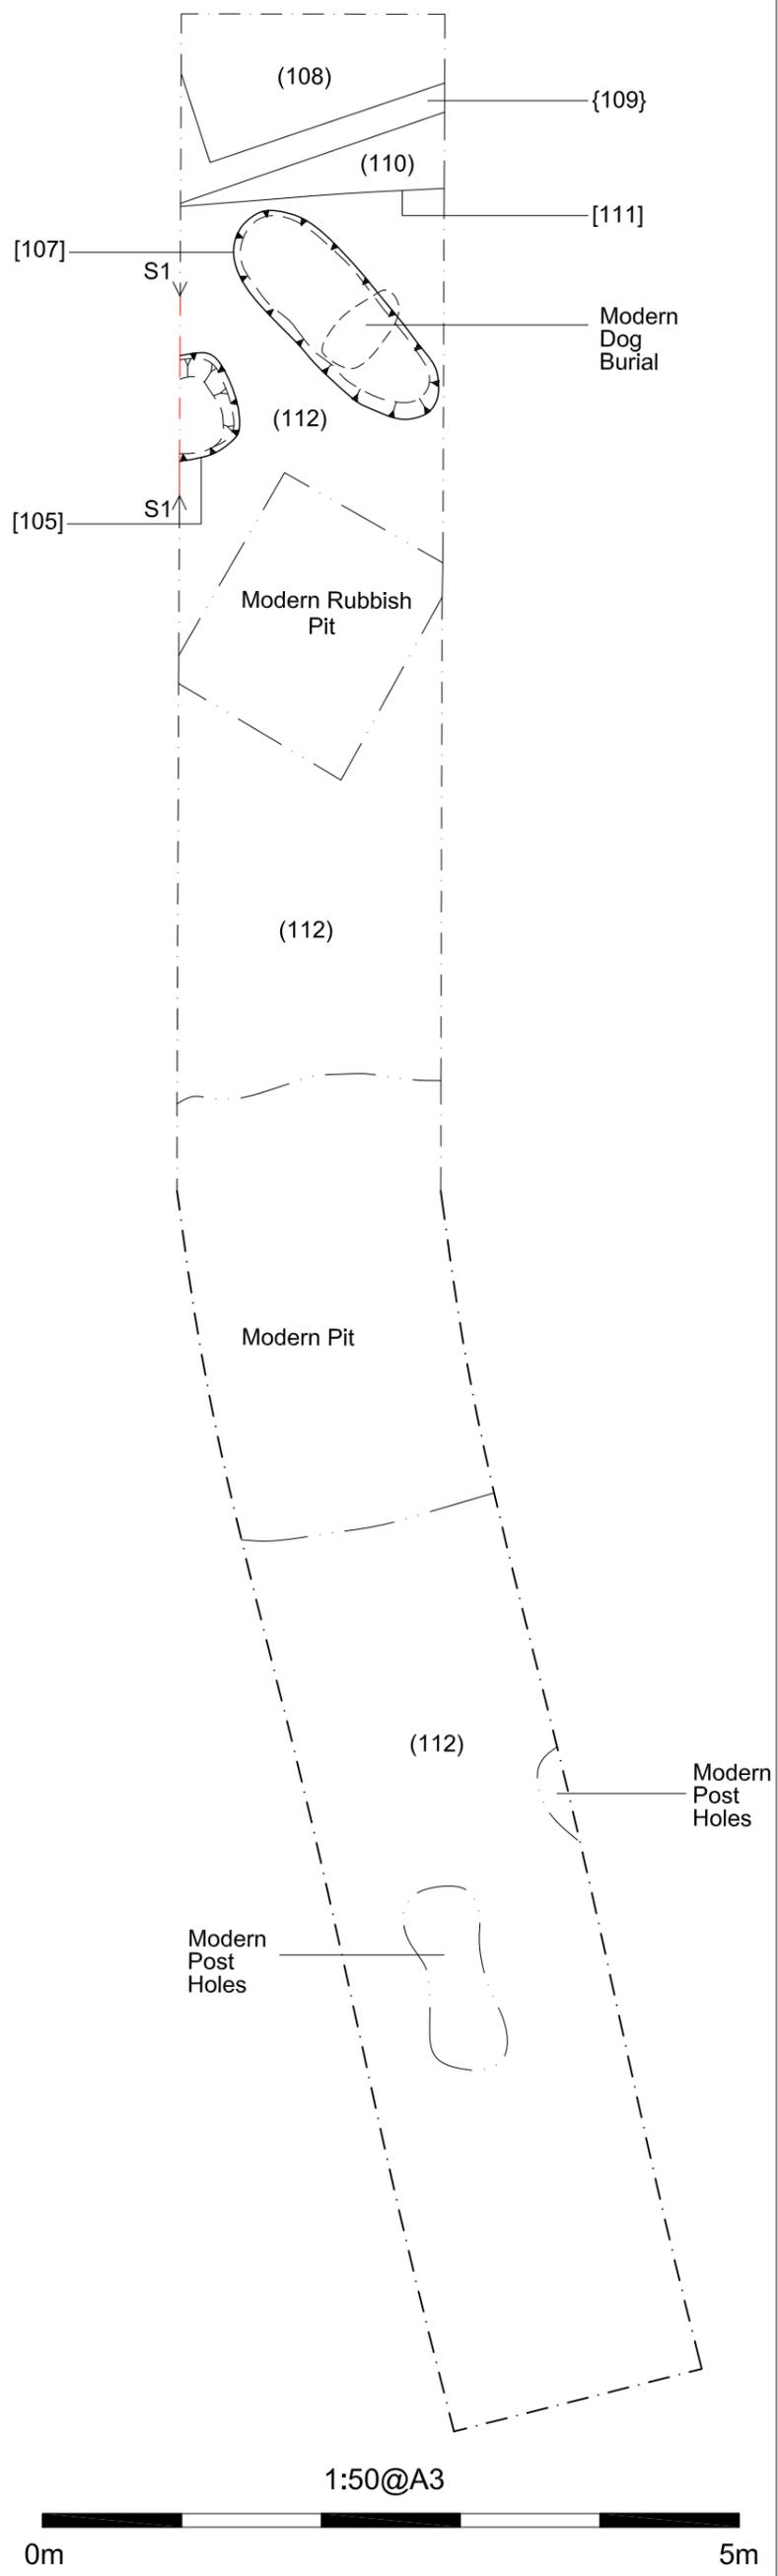 (108)
{109}
(110)
[111]
[107]
S1
Modern
Dog
Burial
(112)
S1
[105]
Modern Rubbish
Pit
(112)
Modern Pit
(112)
Modern
Post
Holes
Modern
Post
Holes
1:50@A3
0m
5m